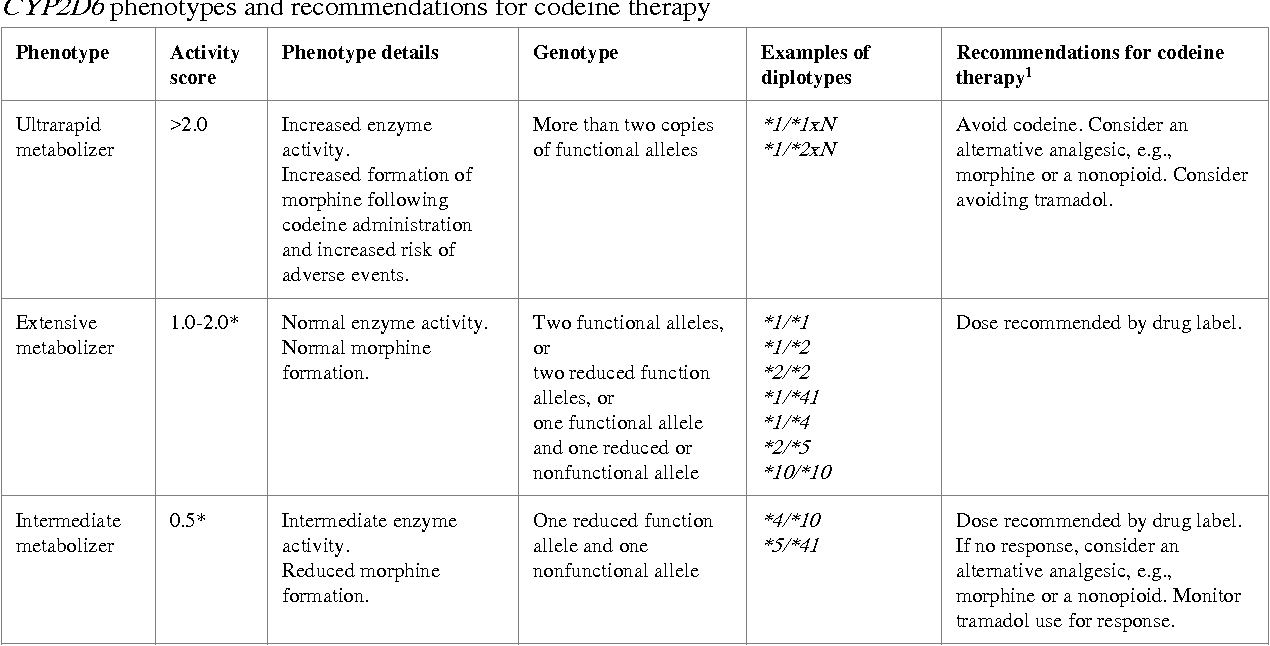 CYP2D6 phenotypes and recommendations for codeine therapy
Phenotype
Activity
score
Phenotype details
Genotype
Examples of
diplotypes
Recommendations for codeine
therapy1
Ultrarapid
metabolizer
>2.0
Increased enzyme
activity.
Increased formation of
morphine following
codeine administration
and increased risk of
adverse events.
More than two copies
of functional alleles
*1/*1xN
*1/*2xN
Avoid codeine. Consider an
alternative analgesic, e.g.,
morphine or a nonopioid. Consider
avoiding tramadol.
Extensive
metabolizer
1.0-2.0*
Normal enzyme activity.
Normal morphine
formation.
Two functional alleles,
or
two reduced function
alleles, or
one functional allele
and one reduced or
nonfunctional allele
*1/*1
*1/*2
*2/*2
*1/*41
*1/*4
*2/*5
*10/*10
Dose recommended by drug label.
Intermediate
metabolizer
0.5*
Intermediate enzyme
activity.
Reduced morphine
formation.
One reduced function
allele and one
nonfunctional allele
*4/*10
*5/*41
Dose recommended by drug label.
If no response, consider an
alternative analgesic, e.g.,
morphine or a nonopioid. Monitor
tramadol use for response.